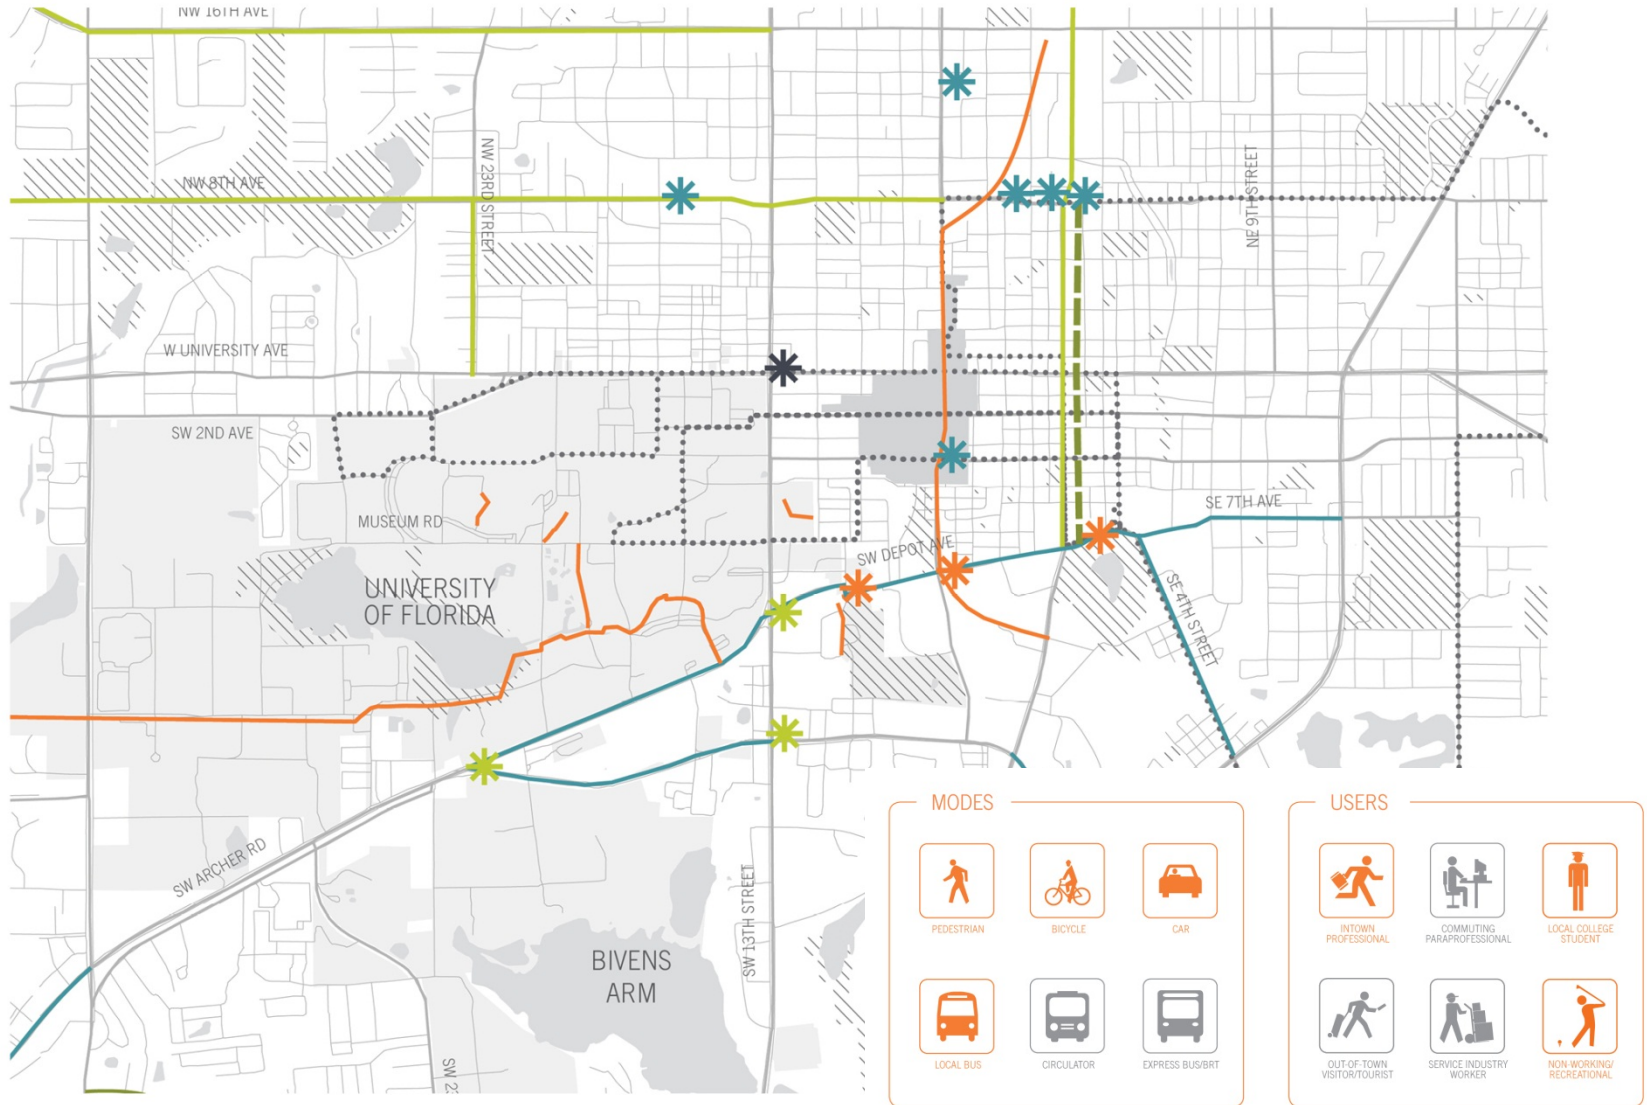 NW 16TH AVE
NW 8TH AVE
NW 23RD STREET
NE 9TH STREET
W UNIVERSITY AVE
SW 2ND AVE
MUSEUM RD
SE 7TH AVE
SW DEPOT AVE
UNIVERSITY
OF FLORIDA
SE 4TH STREET
SW ARCHER RD
SW 13TH STREET
BIVENS
ARM
SW 2
MODES
PEDESTRIAN
BICYCLE
CAR
LOCAL BUS
CIRCULATOR
EXPRESS BUS/BRT
USERS
INTOWN
PROFESSIONAL
COMMUTING
PARAPROFESSIONAL
LOCAL COLLEGE
STUDENT
OUT-OF-TOWN
VISITOR/TOURIST
SERVICE INDUSTRY
WORKER
NON-WORKING/
RECREATIONAL